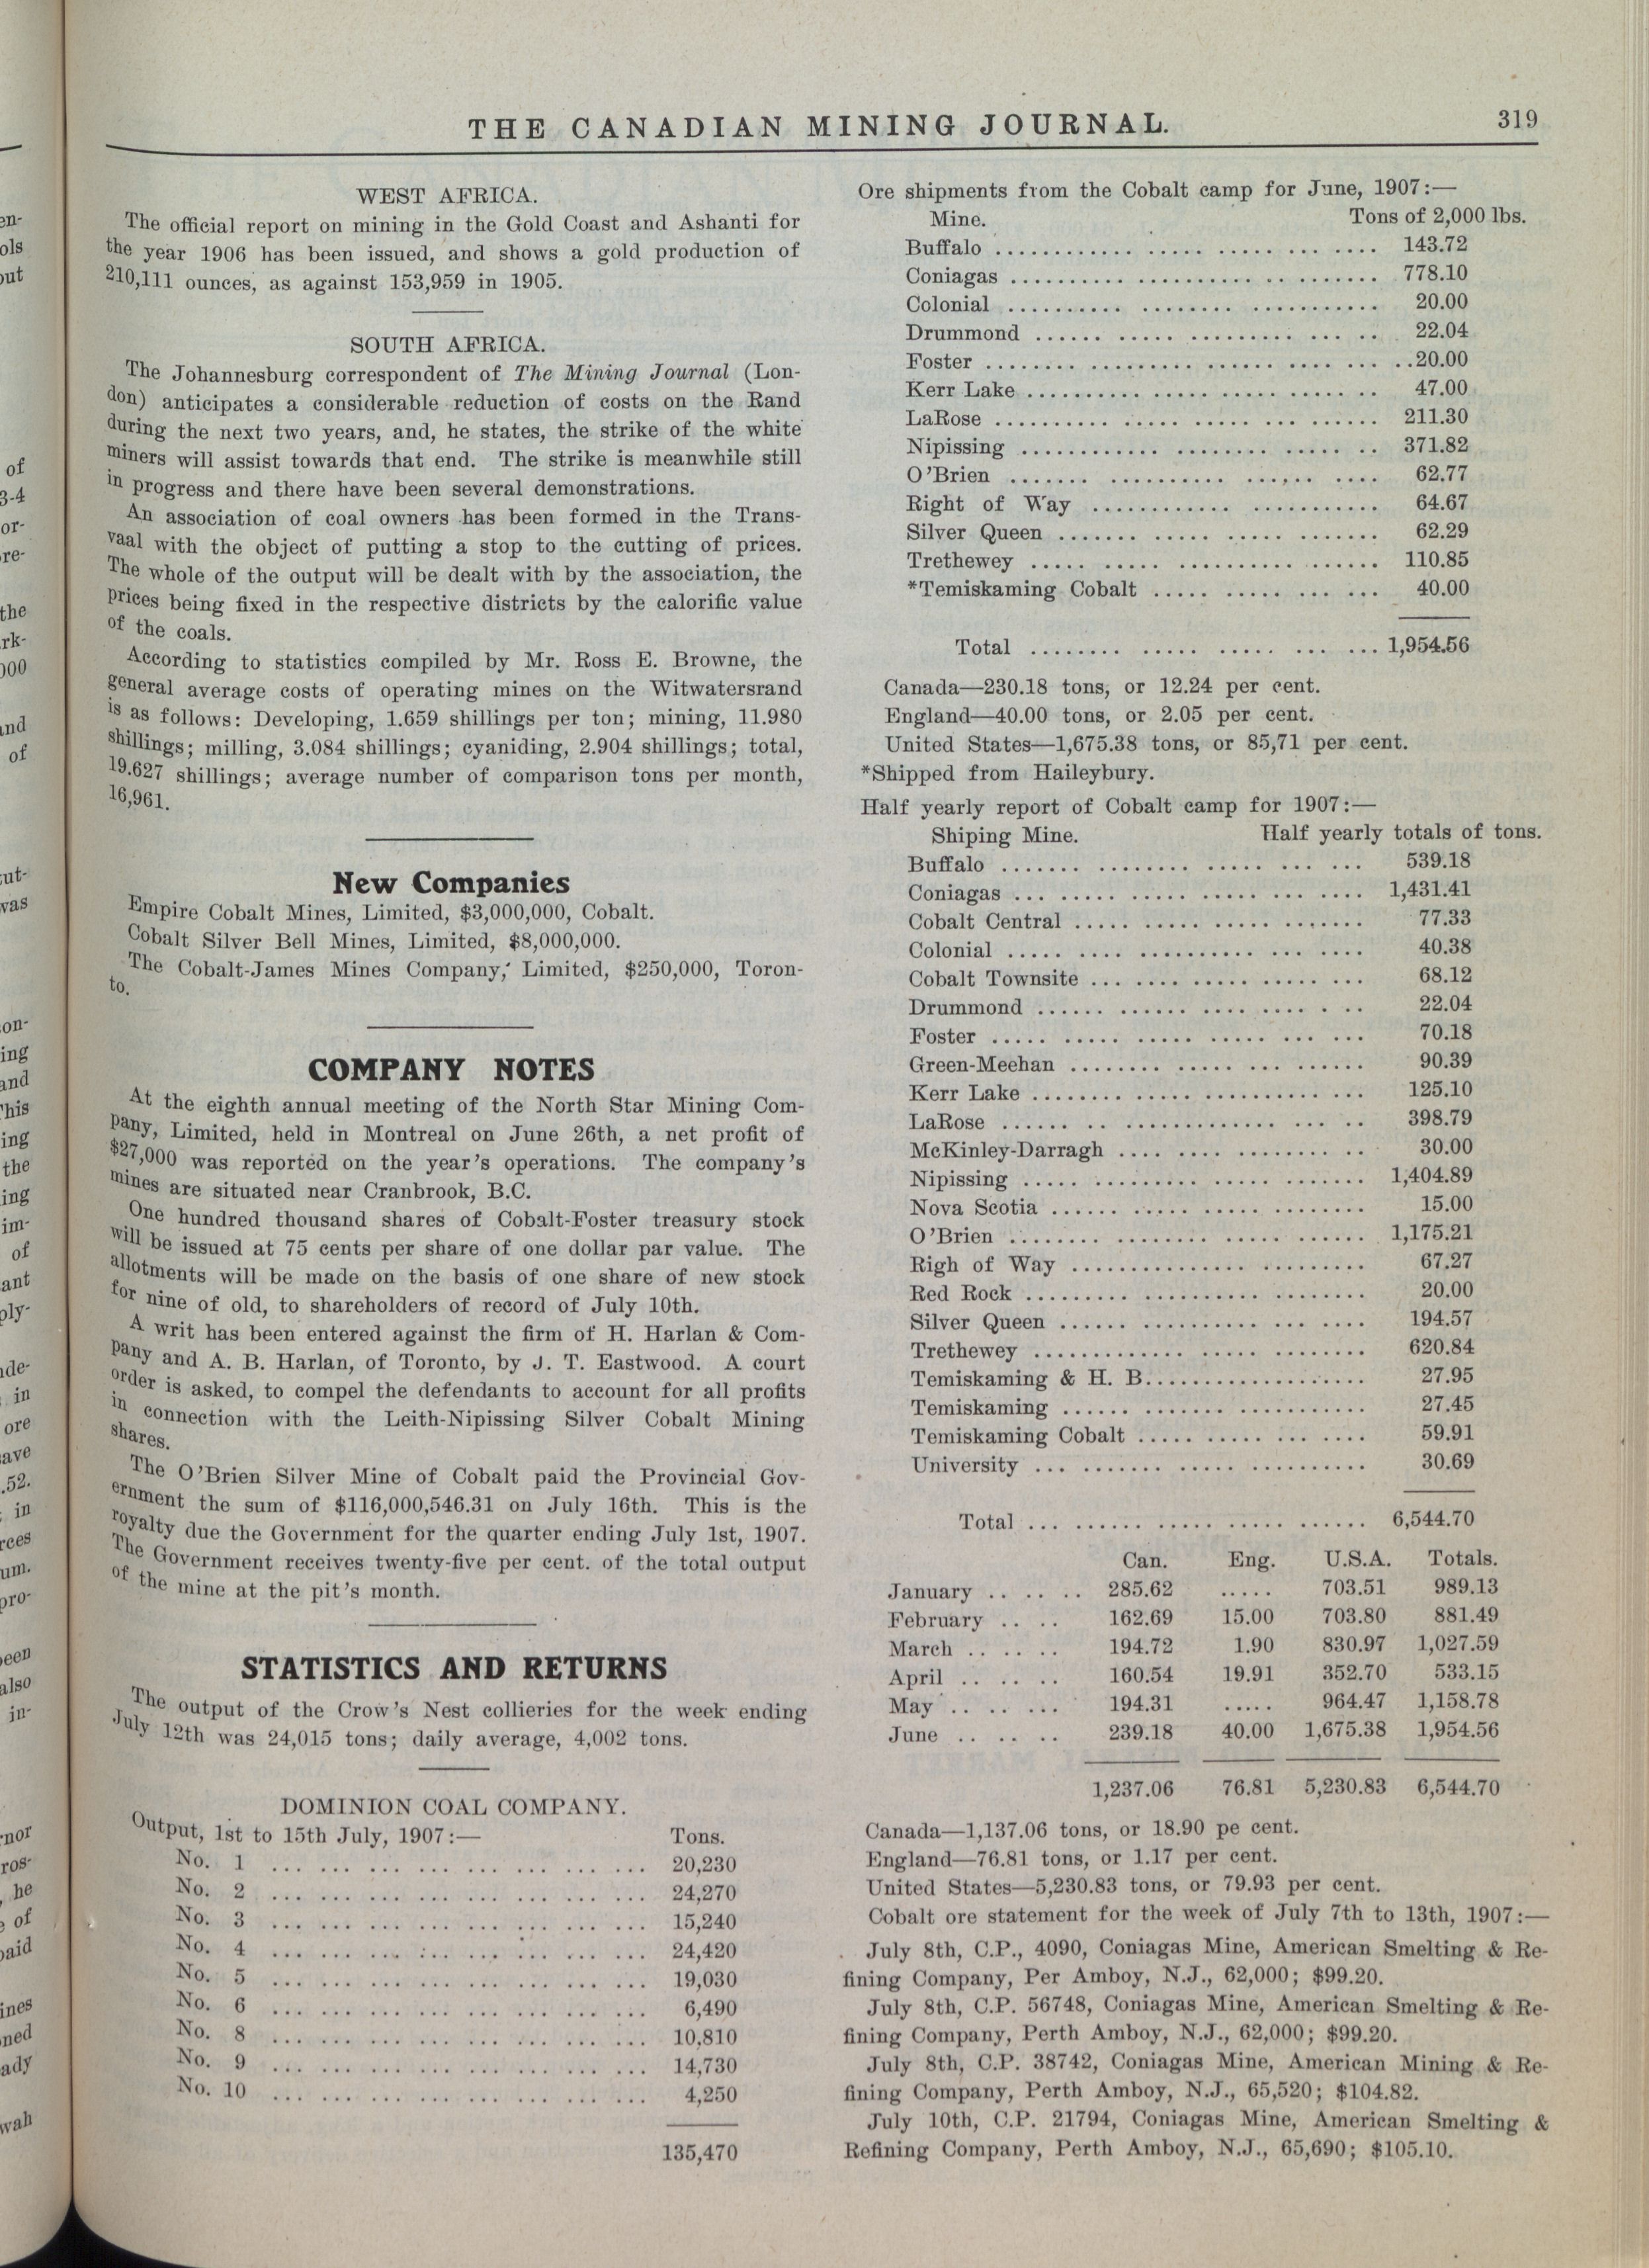 THE CANADIAN MINING JOURNAL.
319
WEST AFRICA.
The official report on mining in the Gold Coast and Ashanti for
the year 1906 has been issued, and shows a gold production of
210,111 ounces, as against 153,959 in 1905.
SOUTH AFRICA.
The Johannesburg correspondent of The Mining Journal (Lon-
don) anticipates a considerable reduction of costs on the Rand
during the next two years, and, he states, the strike of the white
miners will assist towards that end. The strike is meanwhile still
in progress and there have been several demonstrations.
An association of coal owners has been formed in the Trans-
vaal with the object of putting a stop to the cutting of prices.
The whole of the output will be dealt with by the association, the
prices being fixed in the respective districts by the calorific value
of the coals.
According to statistics compiled by Mr. Ross E. Browne, the
general average costs of operating mines on the Witwatersrand
is as follows: Developing, 1.659 shillings per ton; mining, 11.980
shillings; milling, 3.084 shillings; cyaniding, 2.904 shillings; total,
19.627 shillings; average number of comparison tons per month,
16,961.
New Companies
Empire Cobalt Mines, Limited, $3,000,000, Cobalt.
Cobalt Silver Bell Mines, Limited, $8,000,000.
The Cobalt-James Mines Company, Limited, $250,000, Toron-
to.
COMPANY NOTES
At the eighth annual meeting of the North Star Mining Com-
pany, Limited, held in Montreal on June 26th, a net profit of
$27,000 was reported on the year's operations. The company's
mines are situated near Cranbrook, B.C.
One hundred thousand shares of Cobalt-Foster treasury stock
will be issued at 75 cents per share of one dollar par value. The
allotments will be made on the basis of one share of new stock
for nine of old, to shareholders of record of July 10th.
A writ has been entered against the firm of H. Harlan & Com-
pany and A. B. Harlan, of Toronto, by J. T. Eastwood. A court
order is asked, to compel the defendants to account for all profits
in connection with the Leith-Nipissing Silver Cobalt Mining
shares.
The O'Brien Silver Mine of Cobalt paid the Provincial Gov-
ernment the sum of $116,000,546.31 on July 16th. This is the
royalty due the Government for the quarter ending July 1st, 1907.
The Government receives twenty-five per cent. of the total output
of the mine at the pit's month.
STATISTICS AND RETURNS
The output of the Crow's Nest collieries for the week ending
July 12th was 24,015 tons; daily average, 4,002 tons.
DOMINION COAL COMPANY.
Output, 1st to 15th July, 1907:— Tons.
No. 1 ... ... ... ... ... ... ... ... 20,230
No. 2 ... ... ... ... ... ... ... ... 24,270
No. 3 ... ... ... ... ... ... ... ... 15,240
No. 4 ... ... ... ... ... ... ... ... 24,420
No. 5 ... ... ... ... ... ... ... ... 19,030
No. 6 ... ... ... ... ... ... ... ... 6,490
No. 8 ... ... ... ... ... ... ... ... 10,810
No. 9 ... ... ... ... ... ... ... ... 14,730
No. 10 ... ... ... ... ... ... ... ... 4,250
135,470
Ore shipments from the Cobalt camp for June, 1907:—
Mine. Tons of 2,000 lbs.
Buffalo ............ ..... ...... ... .... 143.72
Coniagas .......... .......... .. ........ 778.10
Colonial .......... ........ ........... 20.00
Drummond ...... ..... ......... ... .. 22.04
Foster ........ ......... ...... .... ... ..20.00
Kerr Lake .......... ..... ..... ...... .. 47.00
LaRose .......... ..... ..... ... ...... 211.30
Nipissing ............ ........ ..... .. 371.82
O'Brien ....... .......... ...,.. .... 62.77
Right of Way ............ ........... 64.67
Silver Queen ....... ..... ..... ....... 62.29
Trethewey ..... ..... .......... ...... 110.85
*Temiskaming Cobalt ..... ..... ... ... 40.00
Total ........ ..... ..... ... ... 1,954.56
Canada—230.18 tons, or 12.24 per cent.
England—40.00 tons, or 2.05 per cent.
United States—1,675.38 tons, or 85,71 per cent.
*Shipped from Haileybury.
Half yearly report of Cobalt camp for 1907:—
Shiping Mine. Half yearly totals of tons.
Buffalo ....... ........ ..... ... ... 539.18
Coniagas ... ..... ..... ..... ... .... 1,431.41
Cobalt Central ..... ..... ..... ....... 77.33
Colonial ..... .... .......... ... .... 40.38
Cobalt Townsite ... .... ..... ..... ... 68.12
Drummond ...... ...... .... .... . .. 22.04
Foster ..... ..... ..... ..... ... ... 70.18
Green-Meehan ........ ..... ... ...... 90.39
Kerr Lake ........ ..... ........... ... 125.10
LaRose ...... .. ............. ... .. 398.79
McKinley-Darragh .... .... ......... .. 30.00
Nipissing ..... ......... ..... ....... 1,404.89
Nova Scotia ...... ..... ..... ........ 15.00
O'Brien ........ ........ ..... ...... 1,175.21
Righ of Way ............... ......... 67.27
Red Rock ......... .......... ........ 20.00
Silver Queen ...... .......... ... .... 194.57
Trethewey ............ ..... ........ 620.84
Temiskaming & H. B................... 27.95
Temiskaming ...... ....... ........... 27.45
Temiskaming Cobalt ..... ..... ... .... 59.91
University ... ....... ..... .......... 30.69
Total ... ...... ..... ..... ...... 6,544.70
Can. Eng. U.S.A. Totals.
January .. .. .. 285.62 ..... 703.51 989.13
February .. .. 162.69 15.00 703.80 881.49
March .. .. .. 194.72 1.90 830.97 1,027.59
April .. .. .. 160.54 19.91 352.70 533.15
May .. .. ... 194.31 ..... 964.47 1,158.78
June .. .. .. 239.18 40.00 1,675.38 1,954.56
1,237.06 76.81 5,230.83 6,544.70
Canada—1,137.06 tons, or 18.90 pe cent.
England—76.81 tons, or 1.17 per cent.
United States—5,230.83 tons, or 79.93 per cent.
Cobalt ore statement for the week of July 7th to 13th, 1907:—
July 8th, C.P., 4090, Coniagas Mine, American Smelting & Re-
fining Company, Per Amboy, N.J., 62,000; $99.20.
July 8th, C.P. 56748, Coniagas Mine, American Smelting & Re-
fining Company, Perth Amboy, N.J., 62,000; $99.20.
July 8th, C.P. 38742, Coniagas Mine, American Mining & Re-
fining Company, Perth Amboy, N.J., 65,520; $104.82.
July 10th, C.P. 21794, Coniagas Mine, American Smelting &
Refining Company, Perth Amboy, N.J., 65,690; $105.10.